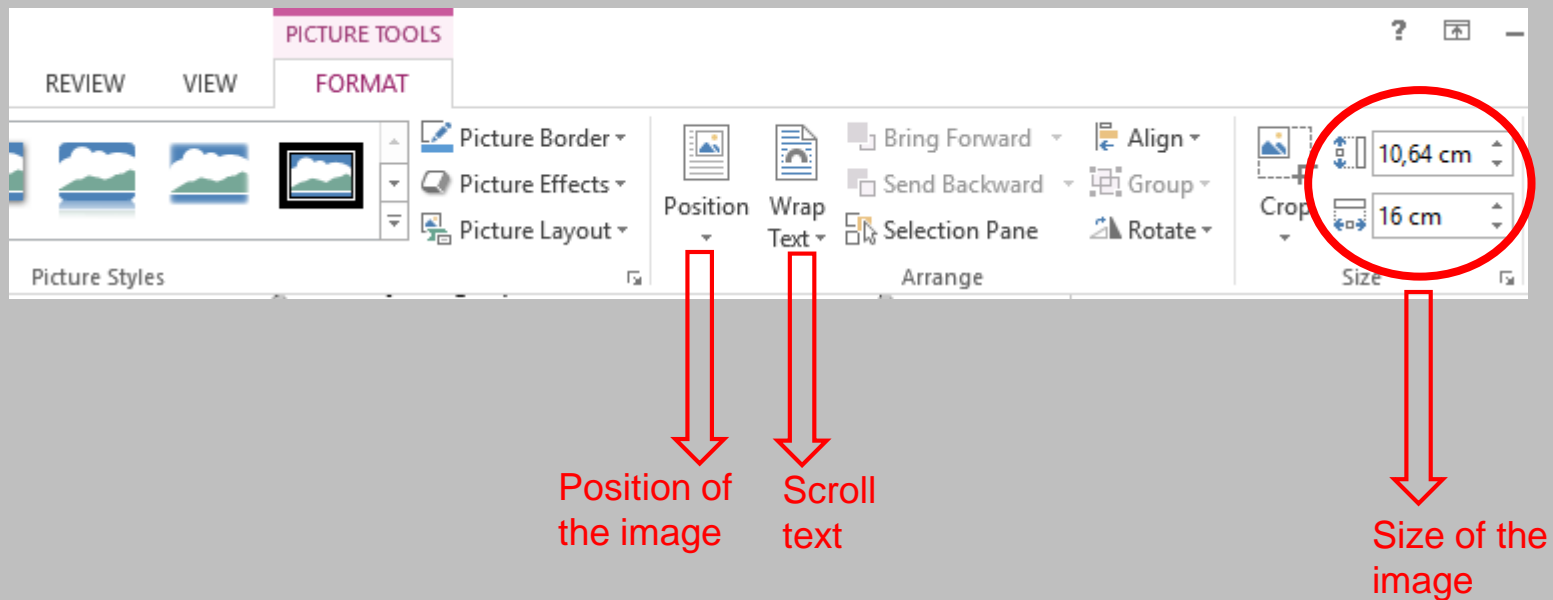 PICTURE TOOLS
?
REVIEW VIEW FORMAT
Picture Border
Picture Effects
Picture Layout
Position
Wrap
Text
Bring Forward
Send Backward
Selection Pane
Align
Group
Rotate
Crop
10,64 cm
16 cm
Picture Styles
Arrange
Size
Position of
the image
Scroll
text
Size of the
image